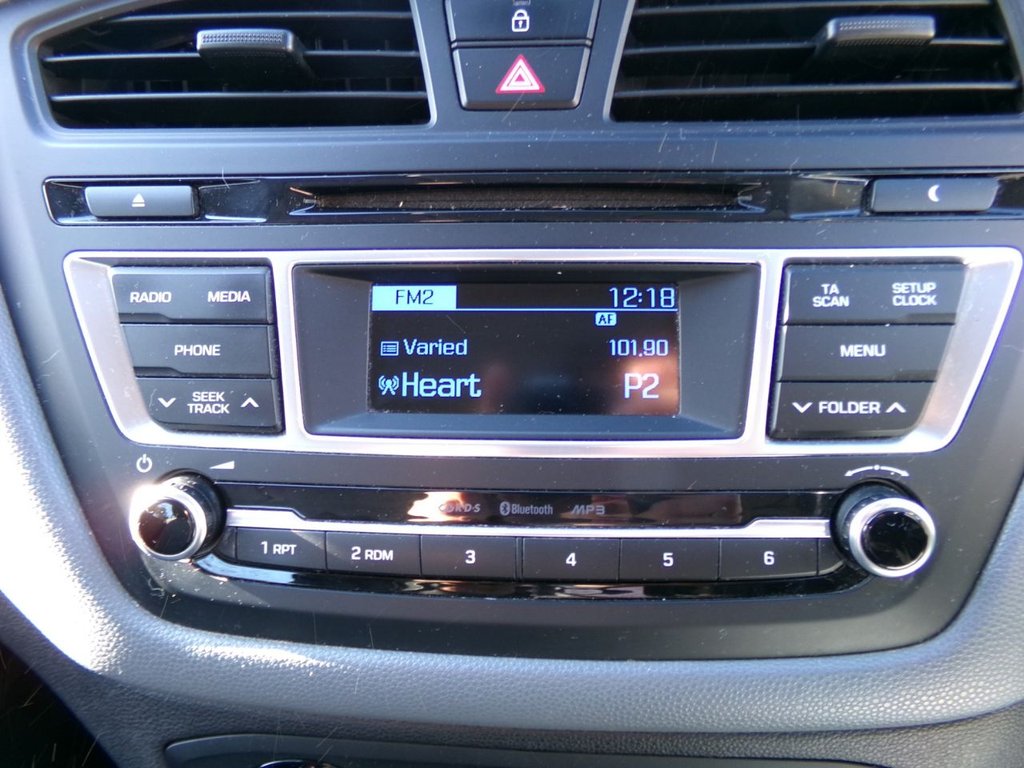 RADIO MEDIA
PHONE
SEEK
TRACK
FM2 12:18
AF
Varied 101.90
Heart P2
TA
SCAN
SETUP
CLOCK
MENU
FOLDER
R·D·S Bluetooth MP3
1 RPT 2 RDM 3 4 5 6